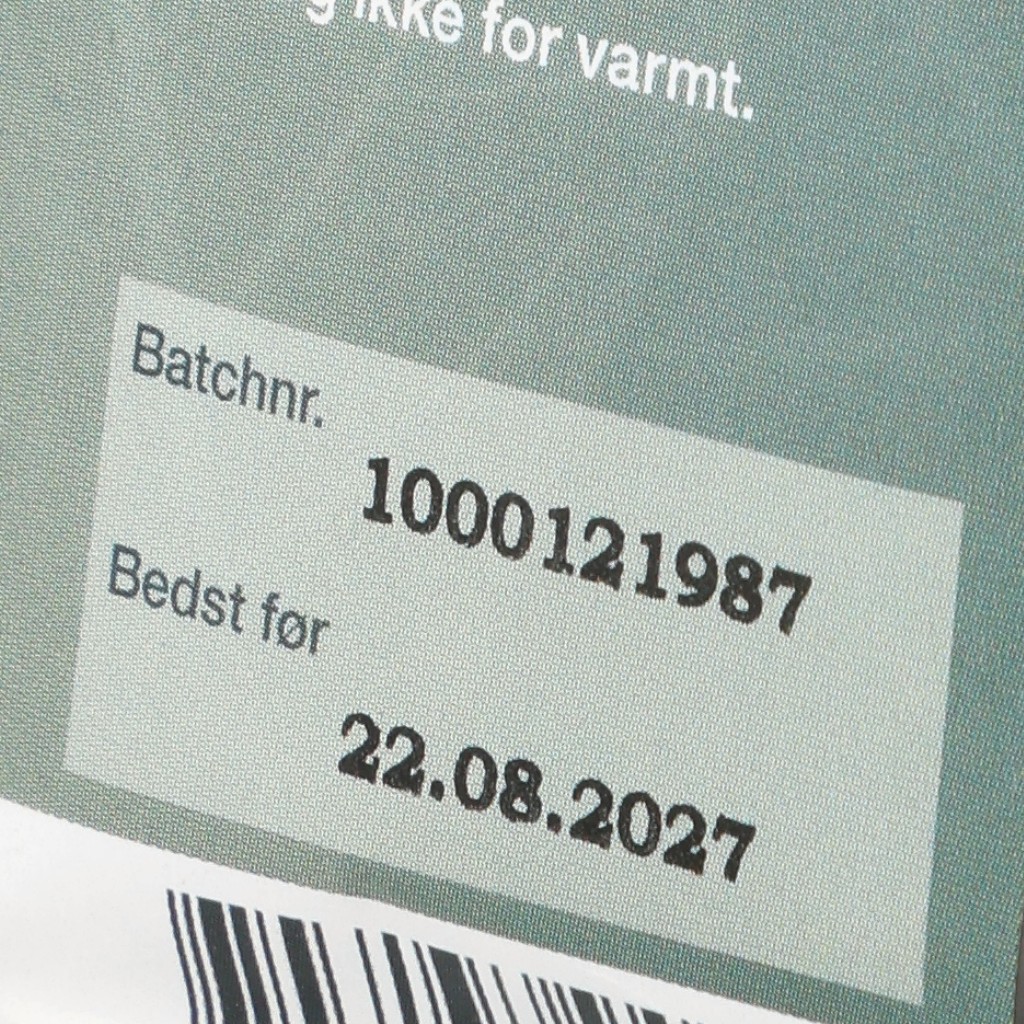 ikke for varmt.
Batchnr.
1000121987
Bedst før
22.08.2027